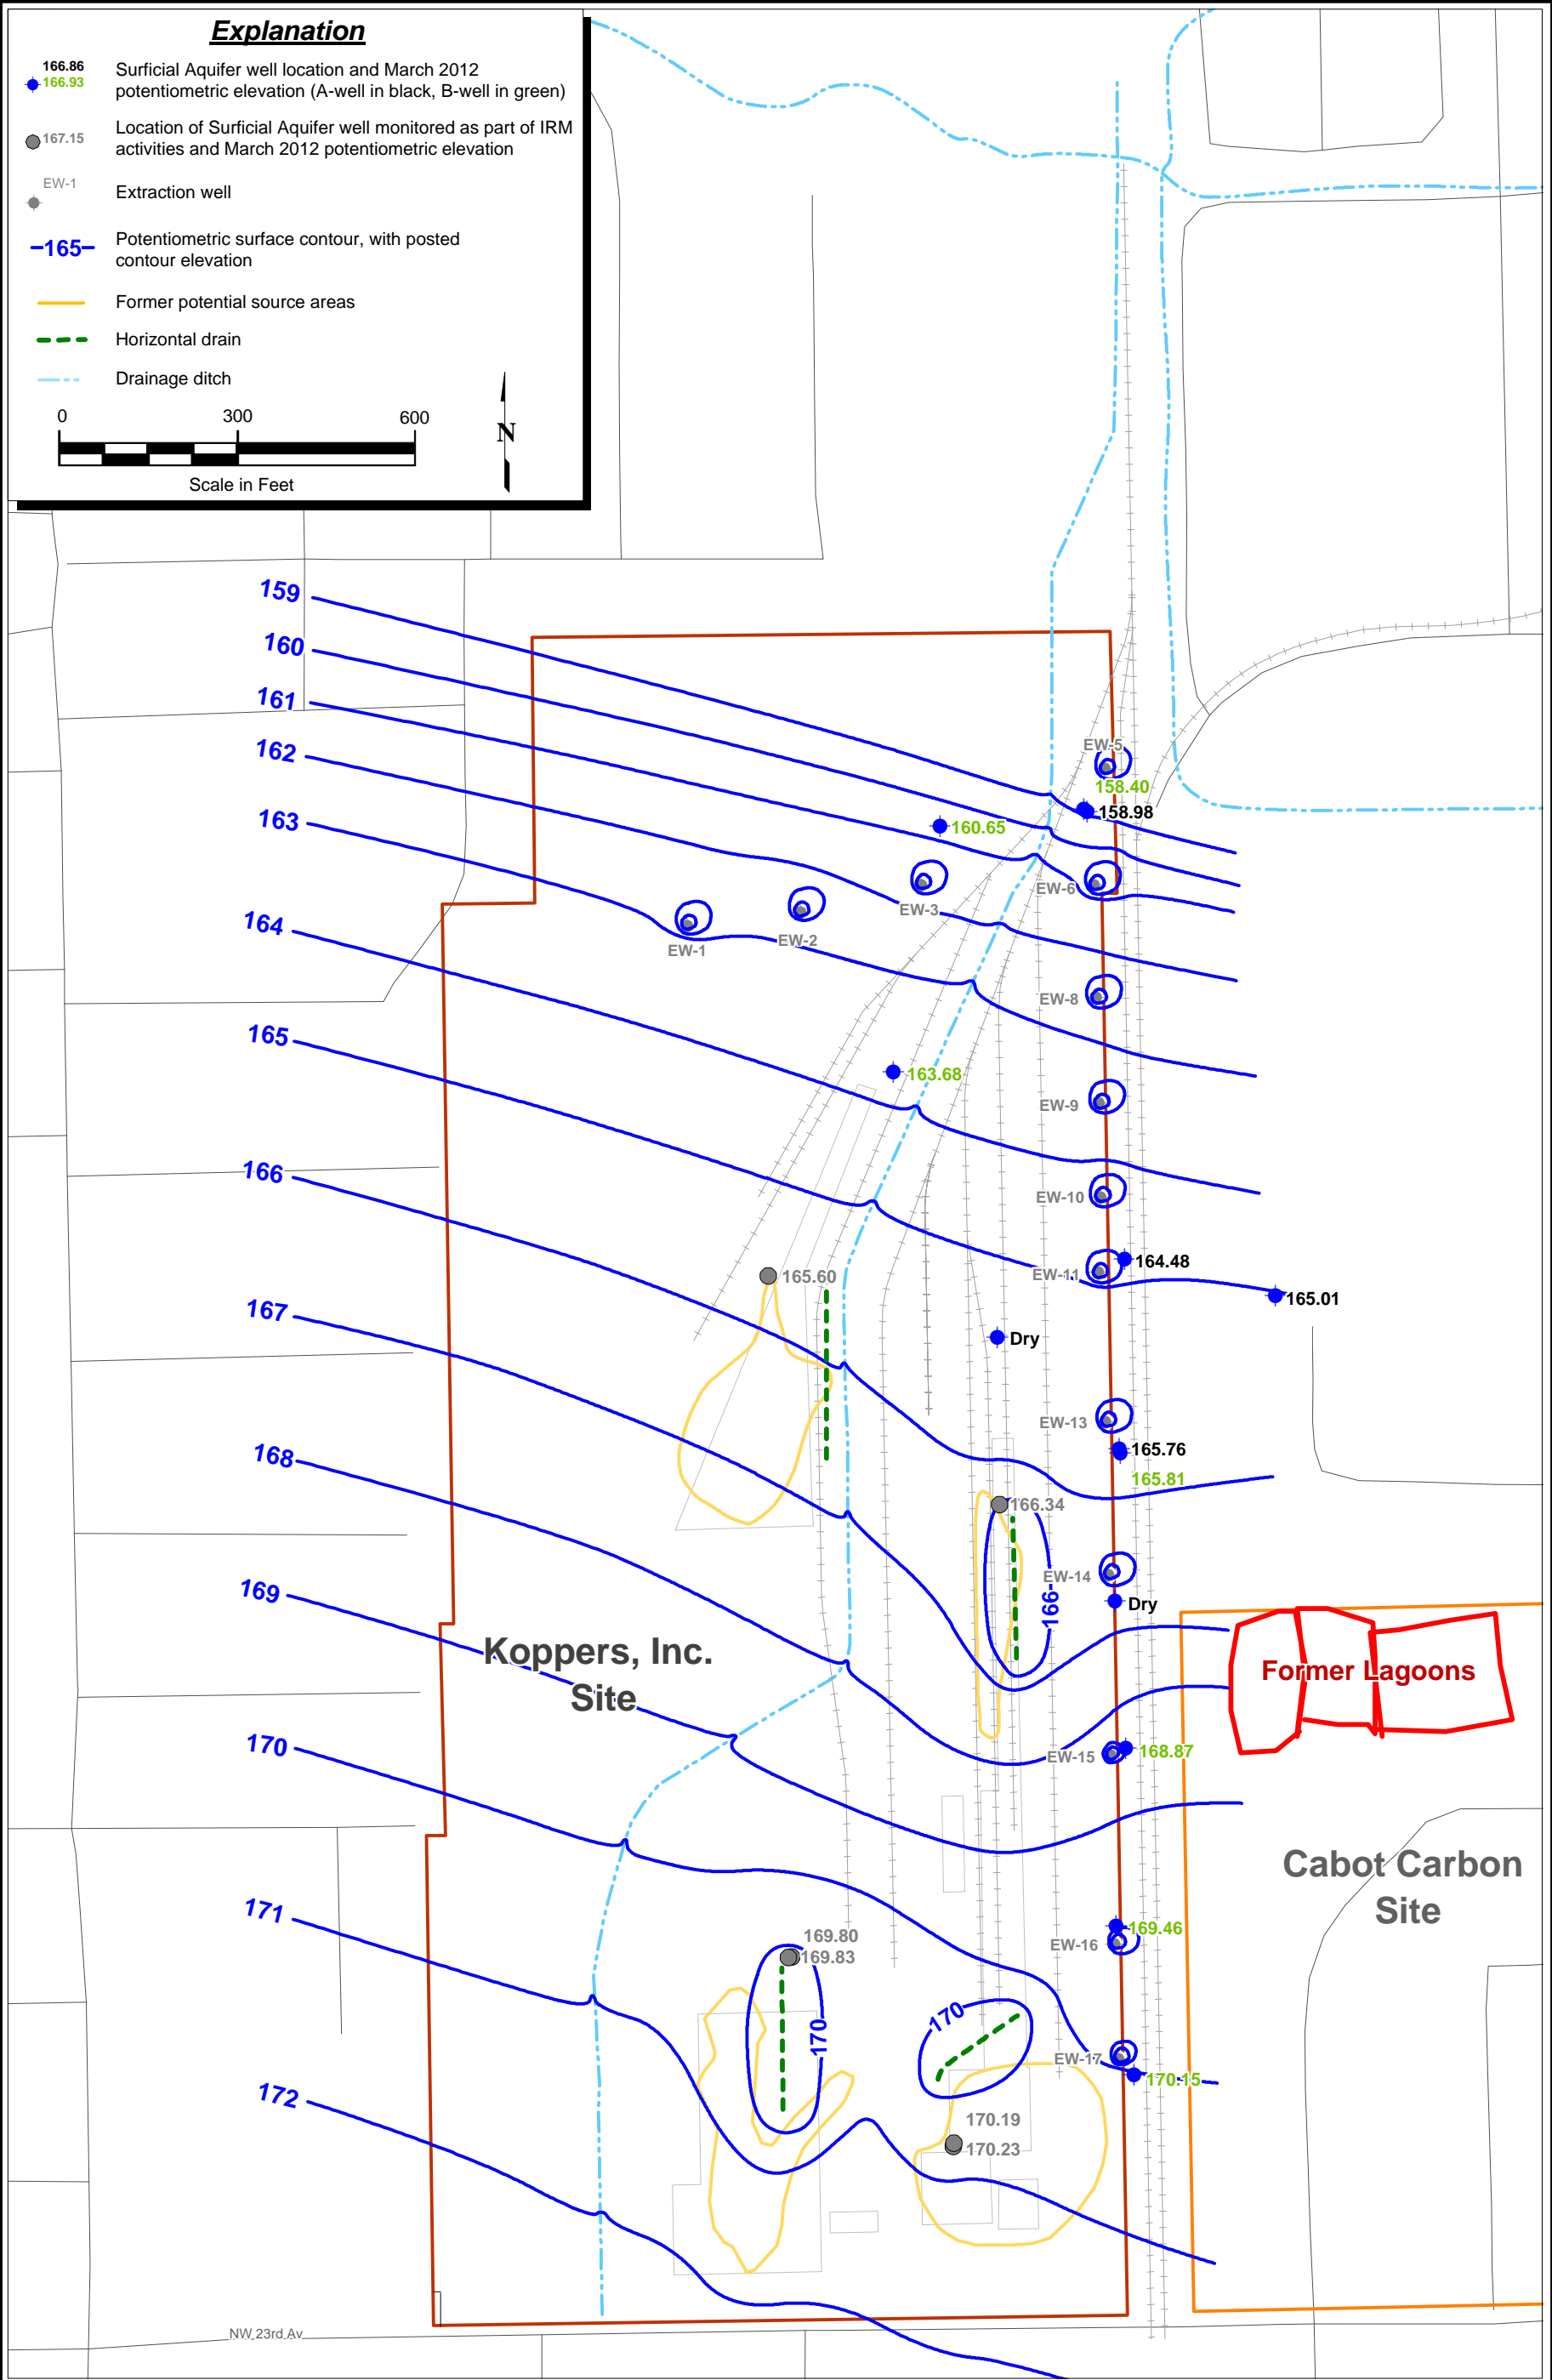 Explanation
166.86
166.93
Surficial Aquifer well location and March 2012
potentiometric elevation (A-well in black, B-well in green)
167.15
Location of Surficial Aquifer well monitored as part of IRM
activities and March 2012 potentiometric elevation
EW-1
Extraction well
165
Potentiometric surface contour, with posted
contour elevation
Former potential source areas
Horizontal drain
Drainage ditch
0 300 600
Scale in Feet
N
159
160
161
162
163
164
165
166
167
168
169
170
171
172
EW-5
158.40
158.98
160.65
EW-6
EW-3
EW-2
EW-1
EW-8
163.68
EW-9
EW-10
164.48
EW-11
165.60
165.01
Dry
EW-13
165.76
165.81
166.34
EW-14
166
Dry
Koppers, Inc.
Site
Former Lagoons
EW-15
168.87
Cabot Carbon
Site
169.46
EW-16
169.80
169.83
170
170
EW-17
170.15
170.19
170.23
NW 23rd Av